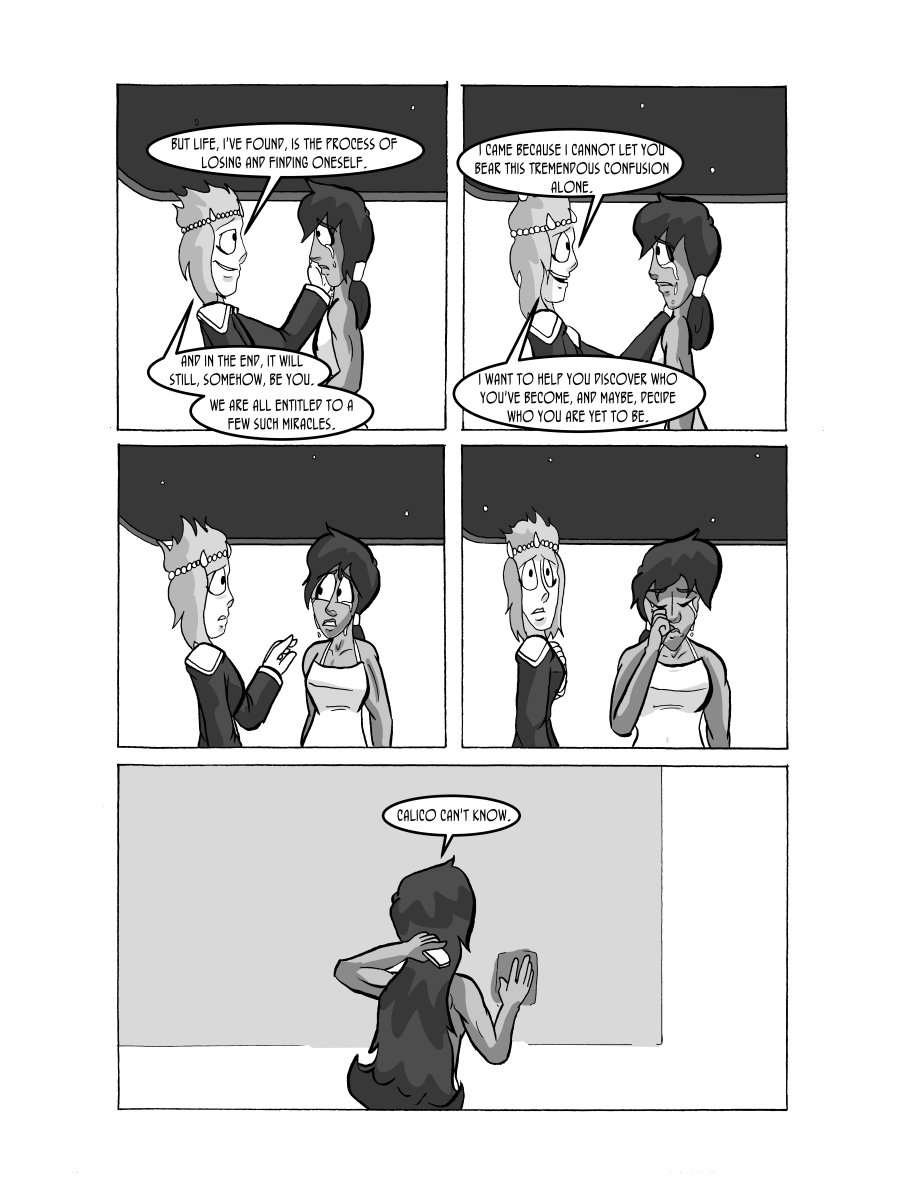 BUT LIFE, I'VE FOUND, IS THE PROCESS OF
LOSING AND FINDING ONESELF.
AND IN THE END, IT WILL
STILL, SOMEHOW, BE YOU.
WE ARE ALL ENTITLED TO A
FEW SUCH MIRACLES.
I CAME BECAUSE I CANNOT LET YOU
BEAR THIS TREMENDOUS CONFUSION
ALONE.
I WANT TO HELP YOU DISCOVER WHO
YOU'VE BECOME, AND MAYBE, DECIDE
WHO YOU ARE YET TO BE.
CALICO CAN'T KNOW.